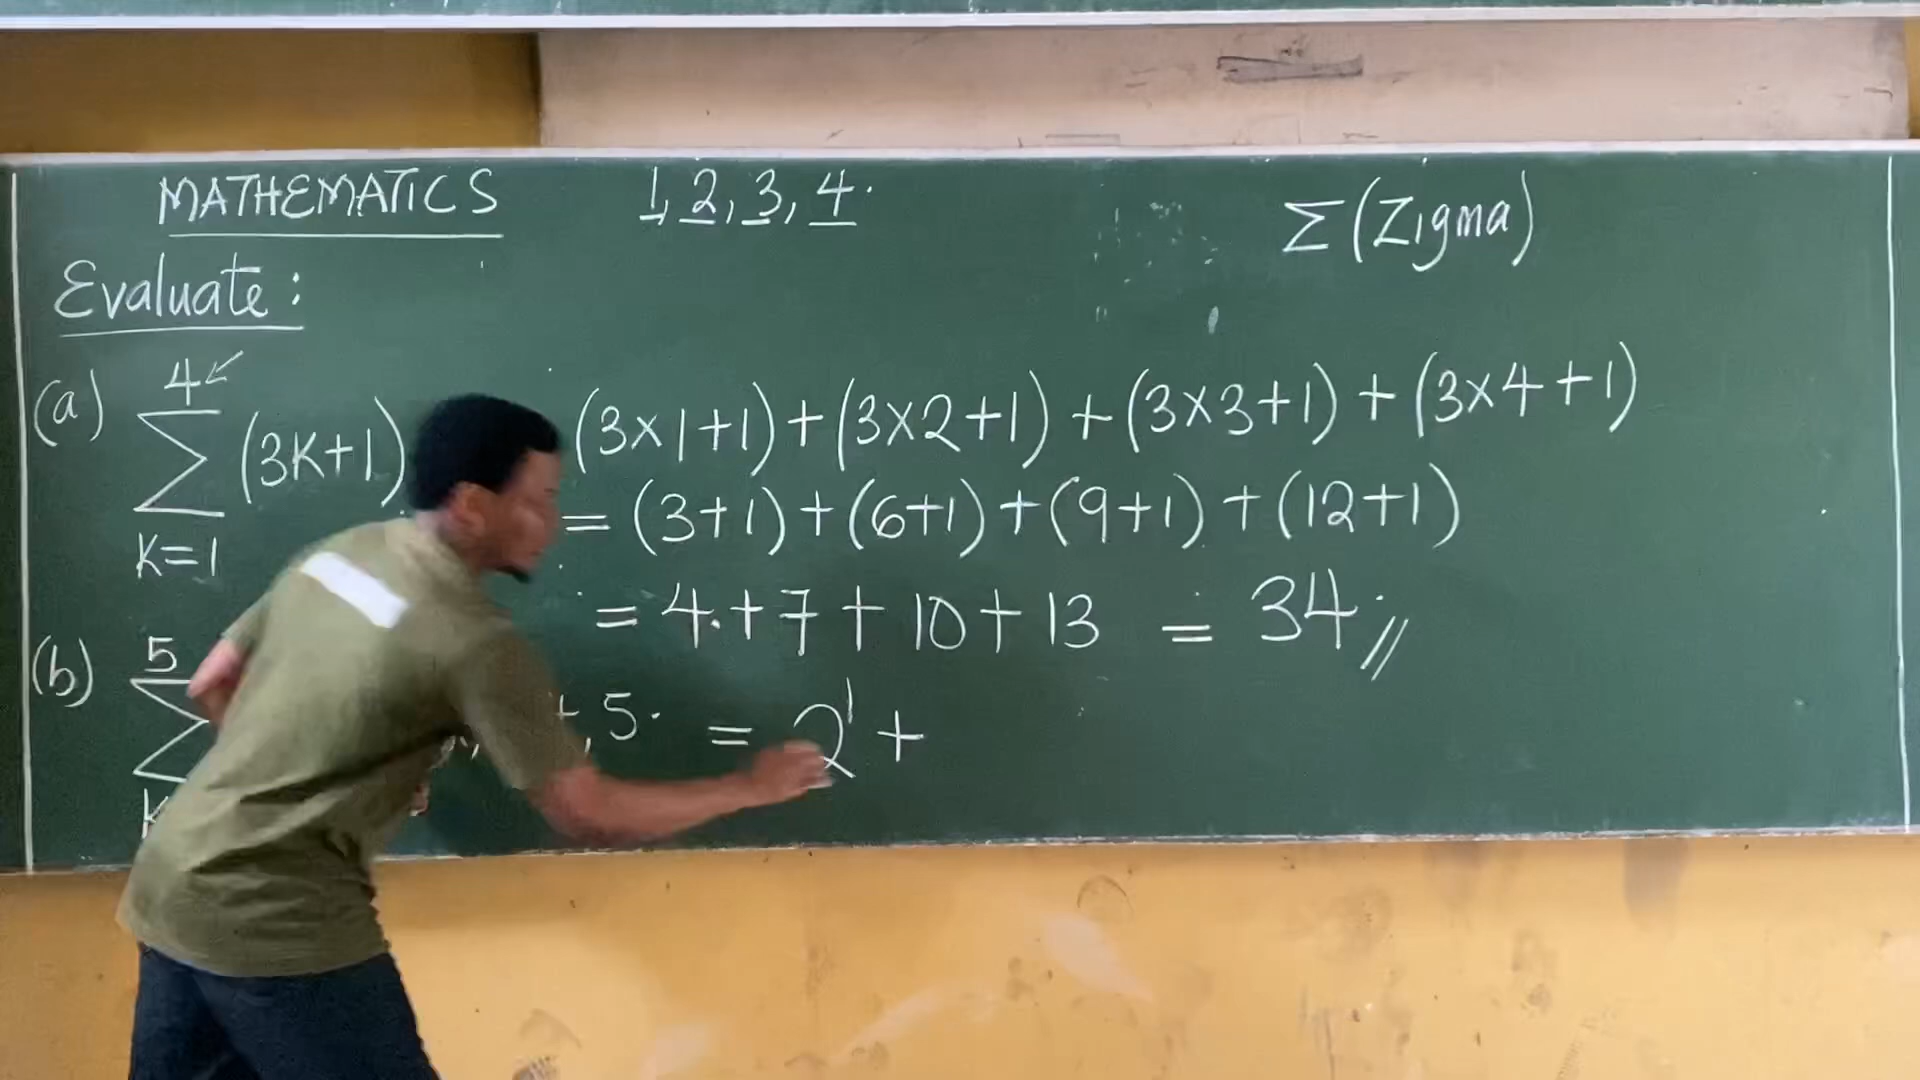 MATHEMATICS 1, 2, 3, 4. Σ (Zigma)
Evaluate:
(a) 4
∑ (3K+1) (3×1+1)+(3×2+1)+(3×3+1)+(3×4+1)
K=1
=(3+1)+(6+1)+(9+1)+(12+1)
= 4+7+10+13 = 34
(b) 5
∑ , 5. = 2¹ +